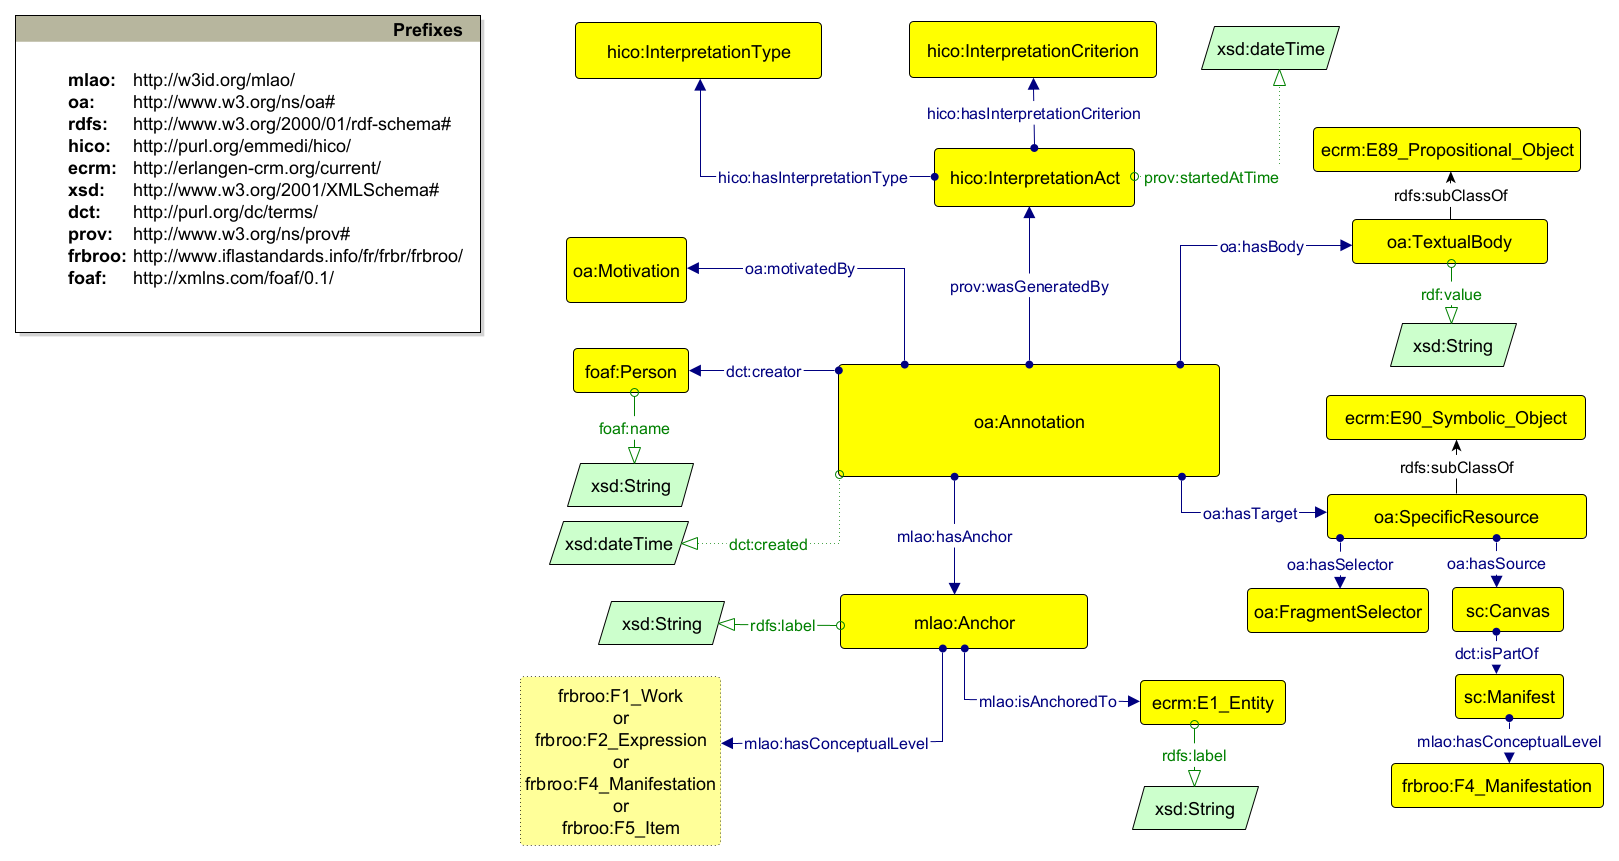 Prefixes
mlao: http://w3id.org/mlao/
oa: http://www.w3.org/ns/oa#
rdfs: http://www.w3.org/2000/01/rdf-schema#
hico: http://purl.org/emmedi/hico/
ecrm: http://erlangen-crm.org/current/
xsd: http://www.w3.org/2001/XMLSchema#
dct: http://purl.org/dc/terms/
prov: http://www.w3.org/ns/prov#
frbroo: http://www.iflastandards.info/fr/frbr/frbroo/
foaf: http://xmlns.com/foaf/0.1/
hico:InterpretationType
hico:InterpretationCriterion
xsd:dateTime
hico:hasInterpretationCriterion
ecrm:E89_Propositional_Object
hico:hasInterpretationType
hico:InterpretationAct
prov:startedAtTime
rdfs:subClassOf
oa:TextualBody
oa:hasBody
oa:Motivation
oa:motivatedBy
prov:wasGeneratedBy
rdf:value
xsd:String
foaf:Person
dct:creator
oa:Annotation
ecrm:E90_Symbolic_Object
foaf:name
rdfs:subClassOf
xsd:String
oa:hasTarget
oa:SpecificResource
xsd:dateTime
dct:created
mlao:hasAnchor
oa:hasSelector
oa:hasSource
oa:FragmentSelector
sc:Canvas
xsd:String
rdfs:label
mlao:Anchor
dct:isPartOf
sc:Manifest
frbroo:F1_Work
or
frbroo:F2_Expression
or
frbroo:F4_Manifestation
or
frbroo:F5_Item
mlao:hasConceptualLevel
mlao:isAnchoredTo
ecrm:E1_Entity
rdfs:label
xsd:String
mlao:hasConceptualLevel
frbroo:F4_Manifestation